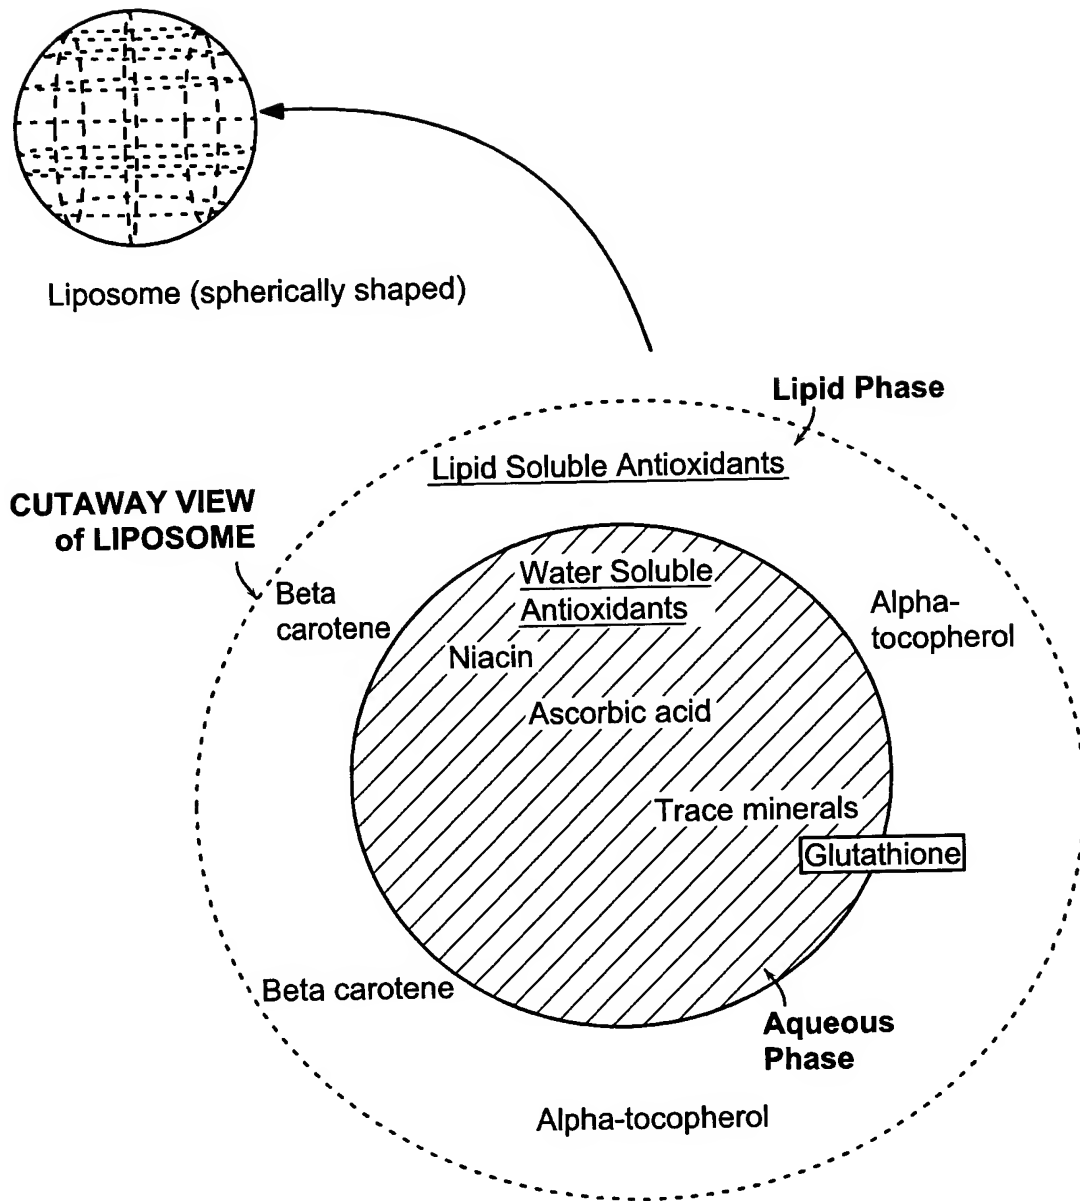 Liposome (spherically shaped)
Lipid Phase
Lipid Soluble Antioxidants
CUTAWAY VIEW
of LIPOSOME
Water Soluble
Antioxidants
Beta
carotene
Alpha-
tocopherol
Niacin
Ascorbic acid
Trace minerals
Glutathione
Beta carotene
Aqueous
Phase
Alpha-tocopherol